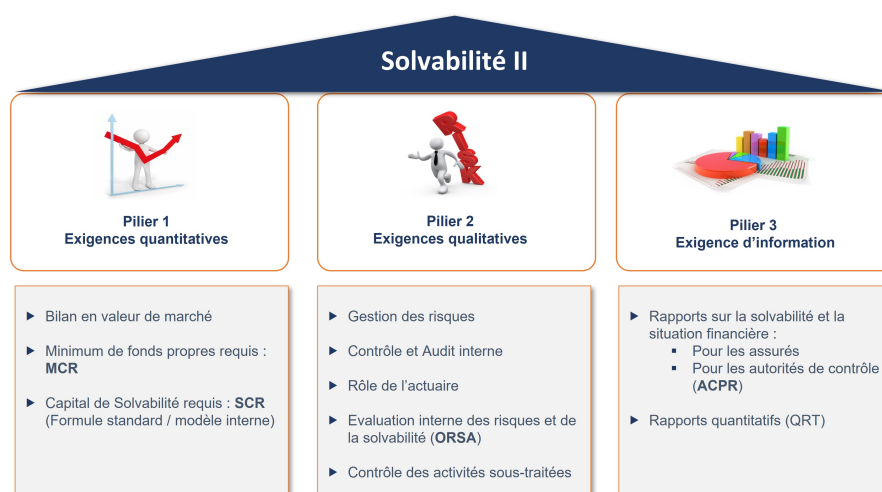 Solvabilité II
RISK
Pilier 1
Exigences quantitatives
Pilier 2
Exigences qualitatives
Pilier 3
Exigence d'information
► Bilan en valeur de marché
► Minimum de fonds propres requis :
MCR
► Capital de Solvabilité requis : SCR
(Formule standard / modèle interne)
► Gestion des risques
► Contrôle et Audit interne
► Rôle de l'actuaire
► Evaluation interne des risques et de
la solvabilité (ORSA)
► Contrôle des activités sous-traitées
► Rapports sur la solvabilité et la
situation financière :
▪ Pour les assurés
▪ Pour les autorités de contrôle
(ACPR)
► Rapports quantitatifs (QRT)